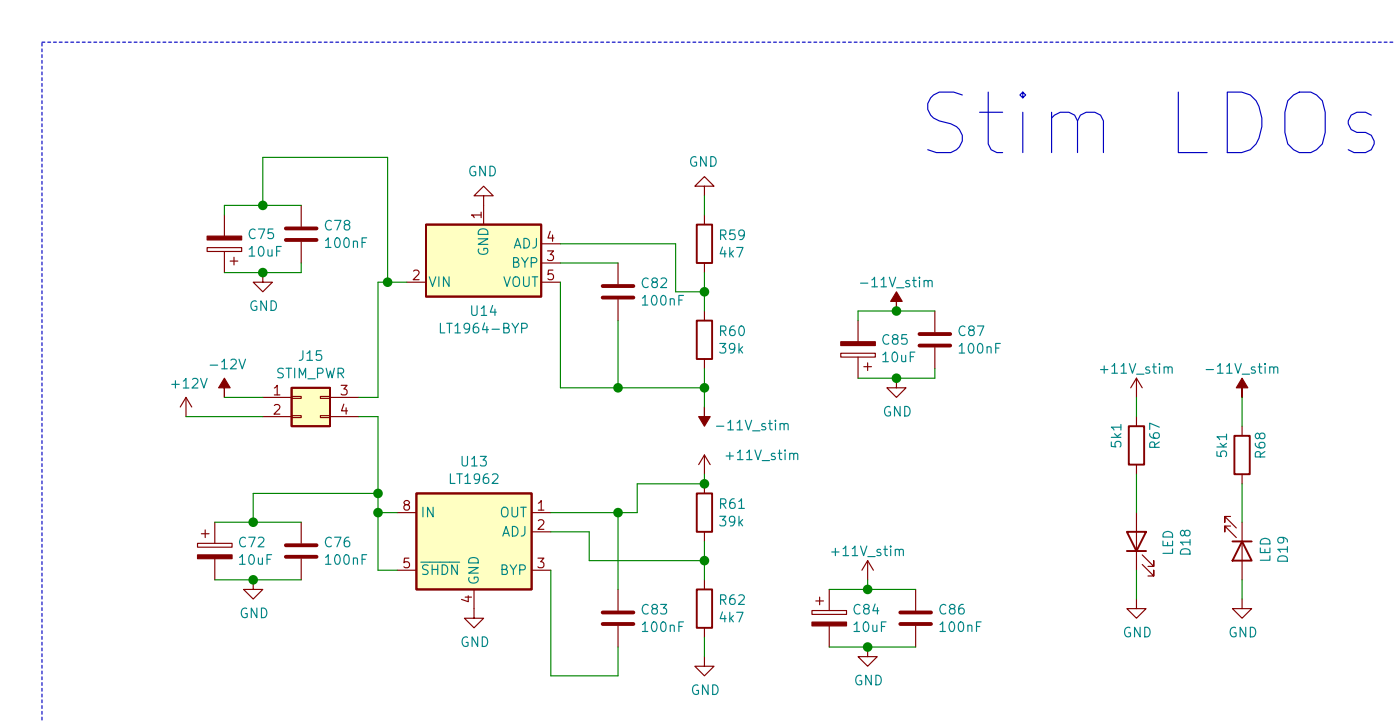 Stim LDOs
GND
1
GND
C75
10uF
+
C78
100nF
GND
2
VIN
ADJ
4
BYP
3
VOUT
5
U14
LT1964-BYP
C82
100nF
GND
R59
4k7
R60
39k
-11V_stim
J15
STIM_PWR
-12V
+12V
1
2
3
4
+11V_stim
U13
LT1962
8
IN
5
SHDN
GND
4
GND
OUT
1
ADJ
2
BYP
3
+
C72
10uF
C76
100nF
GND
R61
39k
R62
4k7
GND
C83
100nF
-11V_stim
C85
10uF
+
C87
100nF
GND
+11V_stim
+
C84
10uF
C86
100nF
GND
+11V_stim
5k1
R67
LED
D18
GND
-11V_stim
5k1
R68
LED
D19
GND